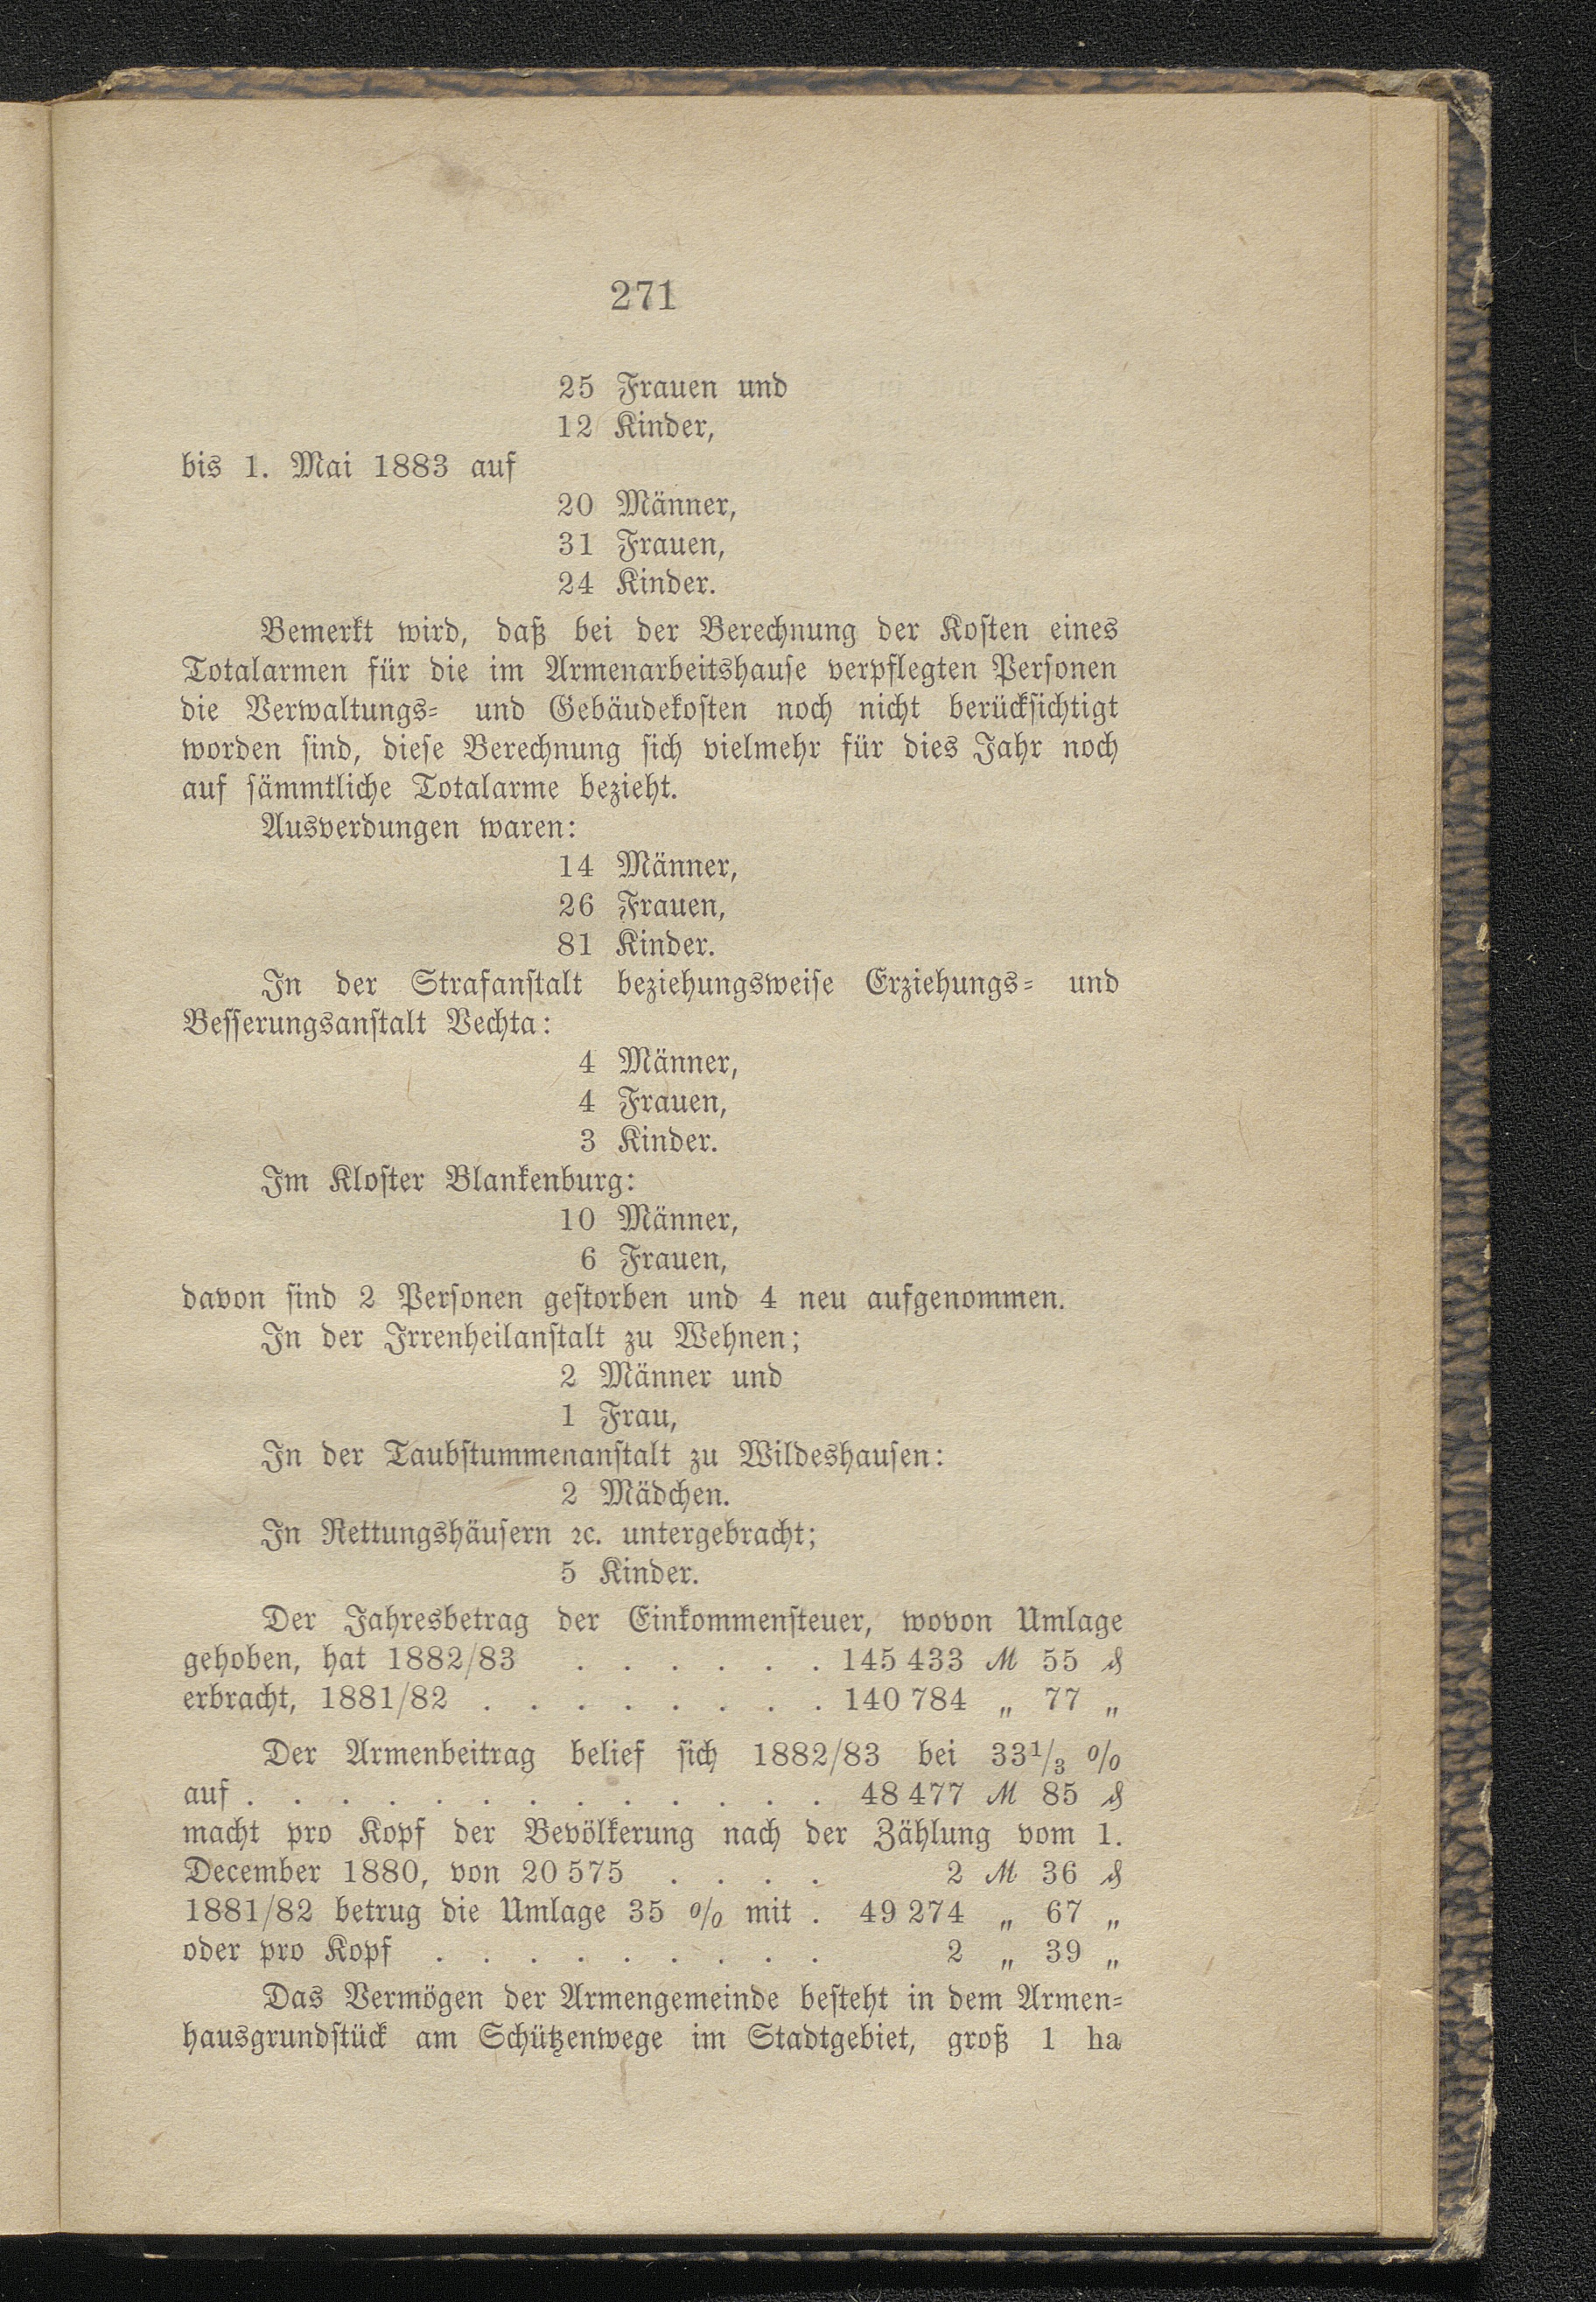 271
25 Frauen und
12 Kinder,
bis 1. Mai 1883 auf
20 Männer,
31 Frauen,
24 Kinder.
Bemerkt wird, daß bei der Berechnung der Kosten eines
Totalarmen für die im Armenarbeitshause verpflegten Personen
die Verwaltungs- und Gebäudekosten noch nicht berücksichtigt
worden sind, diese Berechnung sich vielmehr für dies Jahr noch
auf sämmtliche Totalarme bezieht.
Ausverdungen waren:
14 Männer,
26 Frauen,
81 Kinder.
In der Strafanstalt beziehungsweise Erziehungs- und
Besserungsanstalt Vechta:
4 Männer,
4 Frauen,
3 Kinder.
Im Kloster Blankenburg:
10 Männer,
6 Frauen,
davon sind 2 Personen gestorben und 4 neu aufgenommen.
In der Irrenheilanstalt zu Wehnen;
2 Männer und
1 Frau,
In der Taubstummenanstalt zu Wildeshausen:
2 Mädchen.
In Rettungshäusern ꝛc. untergebracht;
5 Kinder.
Der Jahresbetrag der Einkommensteuer, wovon Umlage
gehoben, hat 1882/83 . . . . . . 145 433 ℳ 55 ₰
erbracht, 1881/82 . . . . . . . . 140 784 „ 77 „
Der Armenbeitrag belief sich 1882/83 bei 33 1/3 %
auf . . . . . . . . . . . . . 48 477 ℳ 85 ₰
macht pro Kopf der Bevölkerung nach der Zählung vom 1.
December 1880, von 20 575 . . . . 2 ℳ 36 ₰
1881/82 betrug die Umlage 35 % mit . 49 274 „ 67 „
oder pro Kopf . . . . . . . . . 2 „ 39 „
Das Vermögen der Armengemeinde besteht in dem Armen-
hausgrundstück am Schützenwege im Stadtgebiet, groß 1 ha